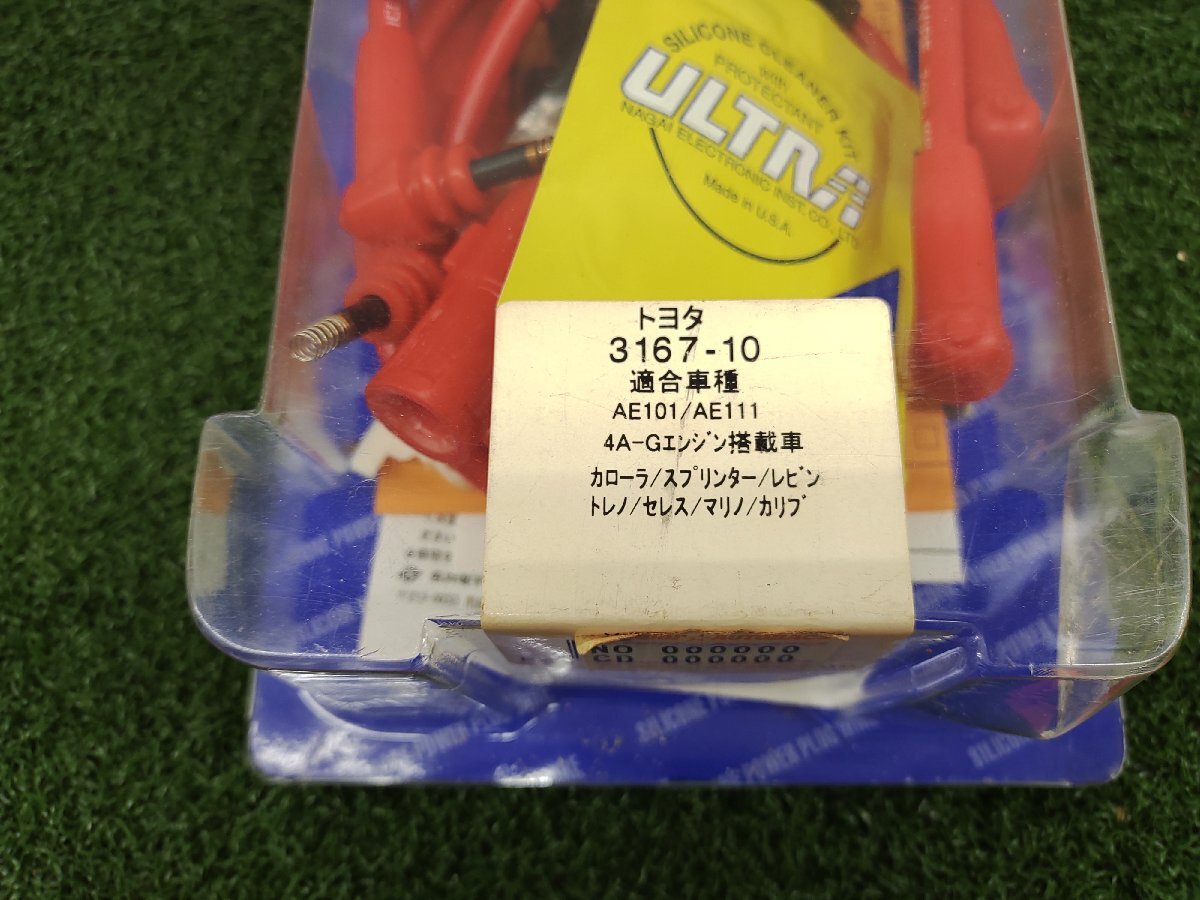 SILICONE CLEANER KIT
with
PROTECTANT
ULTRA
NAGAI ELECTRONIC INST. CO., LTD
Made in U.S.A.
トヨタ
3167-10
適合車種
AE101/AE111
4A-Gｴﾝｼﾞﾝ搭載車
ｶﾛｰﾗ/ｽﾌﾟﾘﾝﾀｰ/ﾚﾋﾞﾝ
ﾄﾚﾉ/ｾﾚｽ/ﾏﾘﾉ/ｶﾘﾌﾞ
NO 000000
CD 000000
SILICONE POWER PLUG